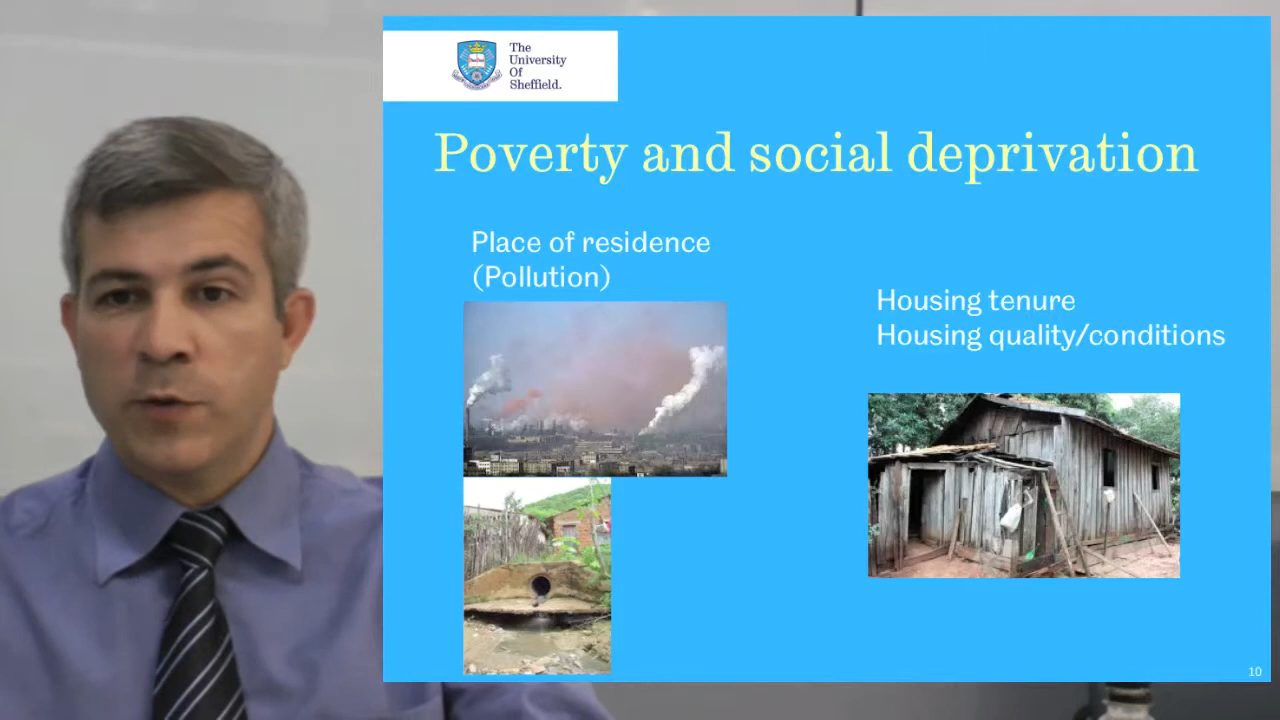 The
University
Of
Sheffield.
Poverty and social deprivation
Place of residence
(Pollution)
Housing tenure
Housing quality/conditions
10